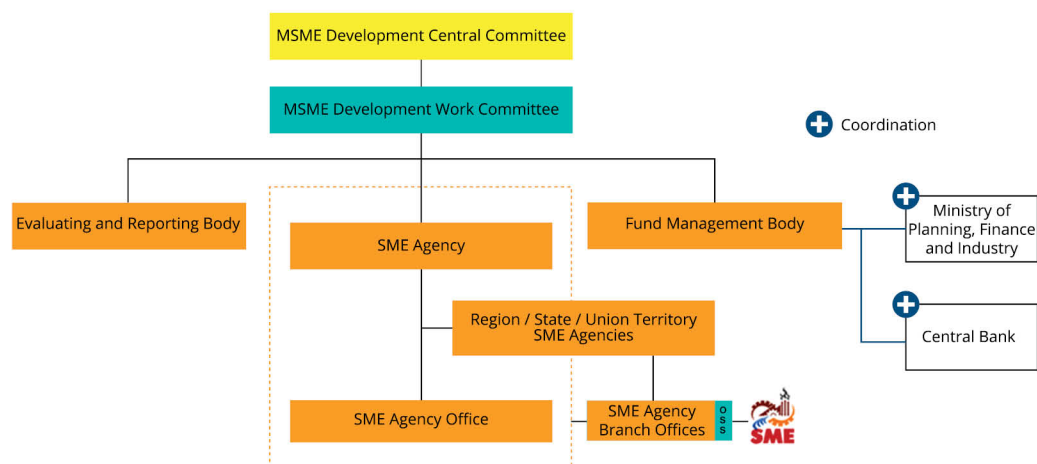 MSME Development Central Committee
MSME Development Work Committee
Coordination
Evaluating and Reporting Body
SME Agency
Fund Management Body
Ministry of
Planning, Finance
and Industry
Region / State / Union Territory
SME Agencies
Central Bank
SME Agency Office
SME Agency
Branch Offices
OSS
SME